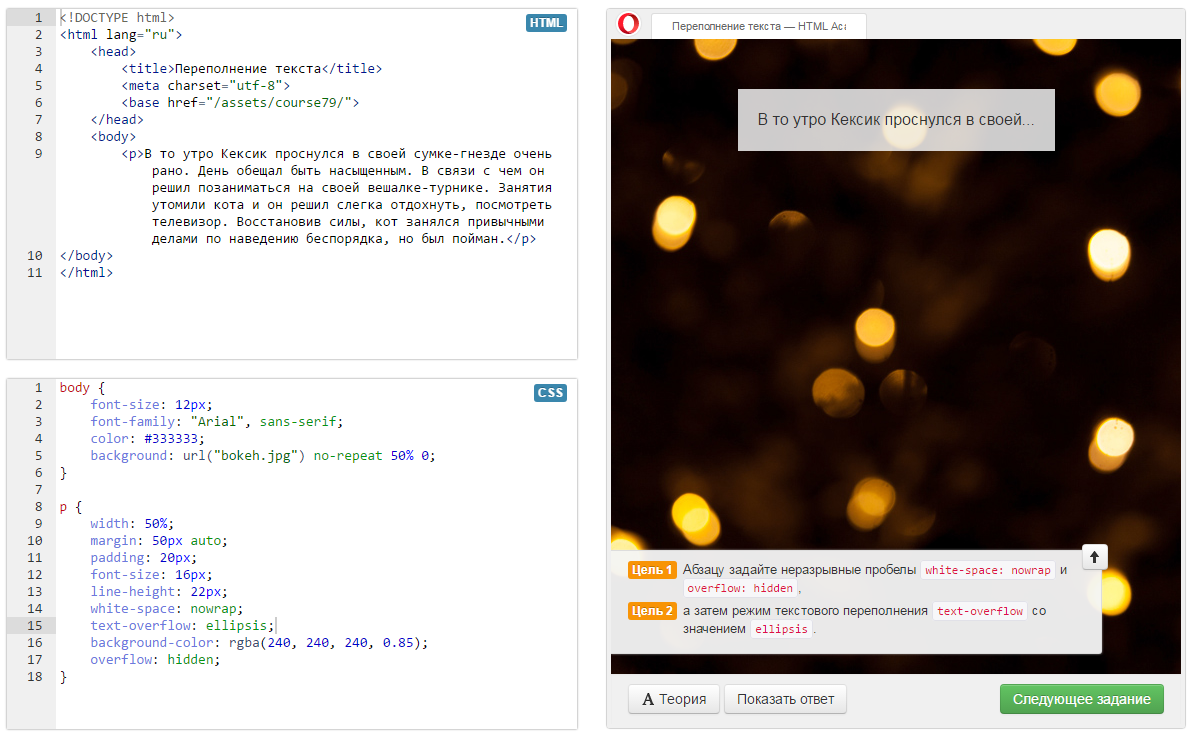 1 <!DOCTYPE html>
HTML
2 <html lang="ru">
3 <head>
4 <title>Переполнение текста</title>
5 <meta charset="utf-8">
6 <base href="/assets/course79/">
7 </head>
8 <body>
9 <p>В то утро Кексик проснулся в своей сумке-гнезде очень
рано. День обещал быть насыщенным. В связи с чем он
решил позаниматься на своей вешалке-турнике. Занятия
утомили кота и он решил слегка отдохнуть, посмотреть
телевизор. Восстановив силы, кот занялся привычными
делами по наведению беспорядка, но был пойман.</p>
10 </body>
11 </html>
1 body {
CSS
2 font-size: 12px;
3 font-family: "Arial", sans-serif;
4 color: #333333;
5 background: url("bokeh.jpg") no-repeat 50% 0;
6 }
7
8 p {
9 width: 50%;
10 margin: 50px auto;
11 padding: 20px;
12 font-size: 16px;
13 line-height: 22px;
14 white-space: nowrap;
15 text-overflow: ellipsis;
16 background-color: rgba(240, 240, 240, 0.85);
17 overflow: hidden;
18 }
Переполнение текста — HTML Aca
В то утро Кексик проснулся в своей...
Цель 1 Абзацу задайте неразрывные пробелы white-space: nowrap и
overflow: hidden,
Цель 2 а затем режим текстового переполнения text-overflow со
значением ellipsis.
A Теория
Показать ответ
Следующее задание